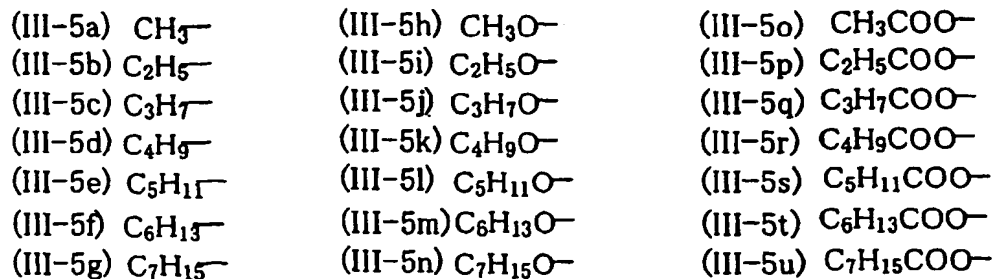 (III-5a) CH₃— (III-5h) CH₃O— (III-5o) CH₃COO—
(III-5b) C₂H₅— (III-5i) C₂H₅O— (III-5p) C₂H₅COO—
(III-5c) C₃H₇— (III-5j) C₃H₇O— (III-5q) C₃H₇COO—
(III-5d) C₄H₉— (III-5k) C₄H₉O— (III-5r) C₄H₉COO—
(III-5e) C₅H₁₁— (III-5l) C₅H₁₁O— (III-5s) C₅H₁₁COO—
(III-5f) C₆H₁₃— (III-5m) C₆H₁₃O— (III-5t) C₆H₁₃COO—
(III-5g) C₇H₁₅— (III-5n) C₇H₁₅O— (III-5u) C₇H₁₅COO—